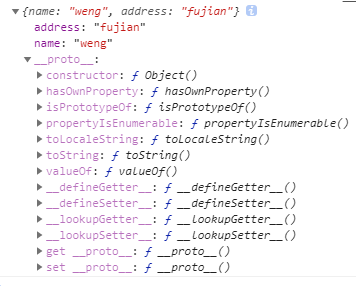 ▼ {name: "weng", address: "fujian"} i
address: "fujian"
name: "weng"
▼ __proto__:
▶ constructor: ƒ Object()
▶ hasOwnProperty: ƒ hasOwnProperty()
▶ isPrototypeOf: ƒ isPrototypeOf()
▶ propertyIsEnumerable: ƒ propertyIsEnumerable()
▶ toLocaleString: ƒ toLocaleString()
▶ toString: ƒ toString()
▶ valueOf: ƒ valueOf()
▶ __defineGetter__: ƒ __defineGetter__()
▶ __defineSetter__: ƒ __defineSetter__()
▶ __lookupGetter__: ƒ __lookupGetter__()
▶ __lookupSetter__: ƒ __lookupSetter__()
▶ get __proto__: ƒ __proto__()
▶ set __proto__: ƒ __proto__()